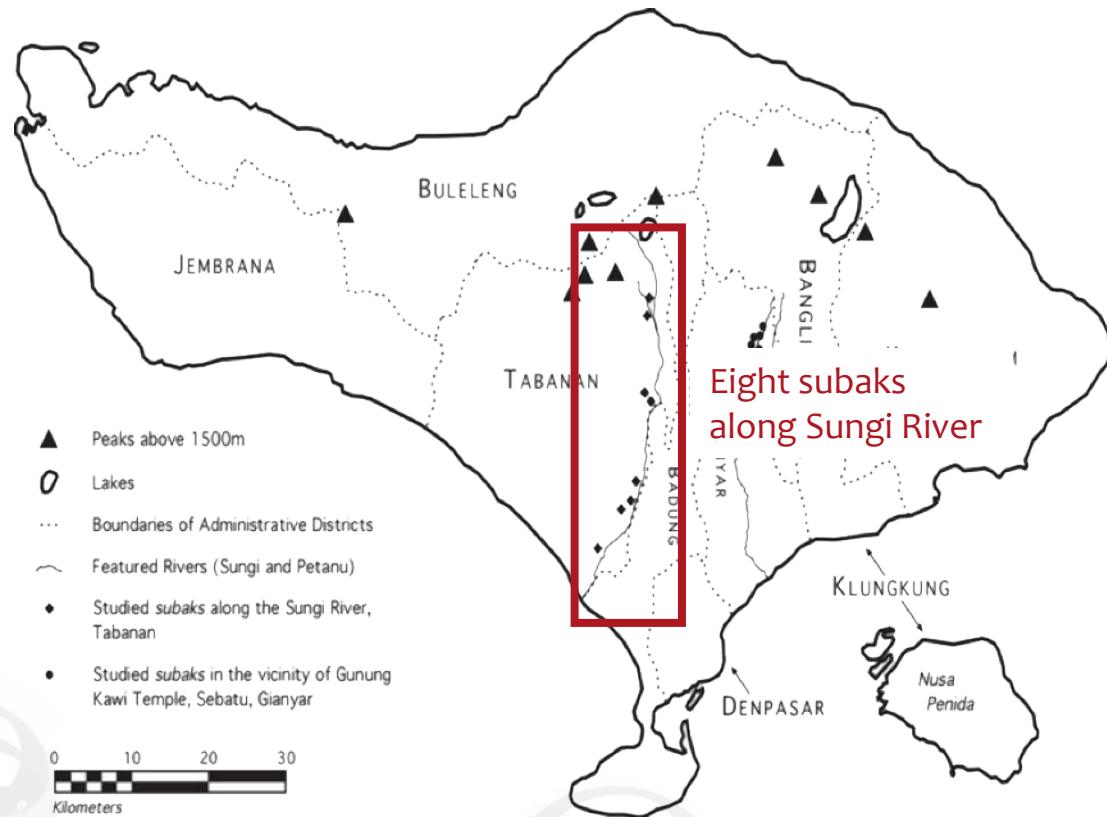 BULELENG
JEMBRANA
BANGLI
TABANAN
Eight subaks
along Sungi River
BADUNG
YAR
Peaks above 1500m
Lakes
Boundaries of Administrative Districts
Featured Rivers (Sungi and Petanu)
Studied subaks along the Sungi River,
Tabanan
Studied subaks in the vicinity of Gunung
Kawi Temple, Sebatu, Gianyar
KLUNGKUNG
Nusa
Penida
DENPASAR
0 10 20 30
Kilometers